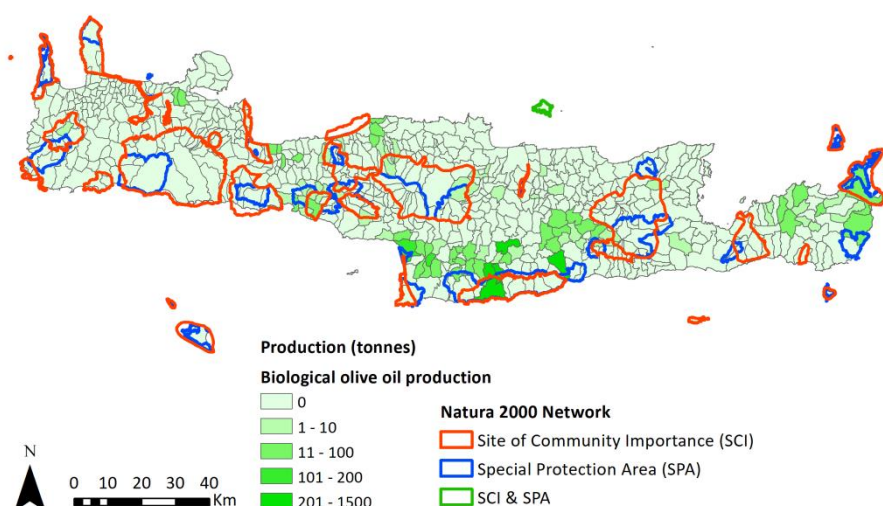 Production (tonnes)
Biological olive oil production
0
1 - 10
11 - 100
101 - 200
201 - 1500
Natura 2000 Network
Site of Community Importance (SCI)
Special Protection Area (SPA)
SCI & SPA
N
0 10 20 30 40
Km